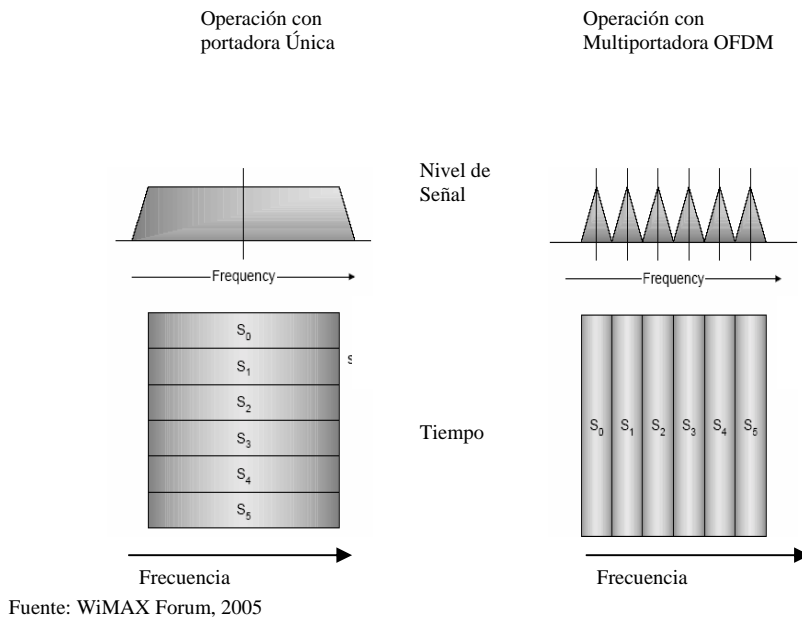 Operación con
portadora Única
Operación con
Multiportadora OFDM
Nivel de
Señal
Frequency
Frequency
S0
S1
S2
S3
S4
S5
s
Tiempo
S0 S1 S2 S3 S4 S5
Frecuencia
Frecuencia
Fuente: WiMAX Forum, 2005